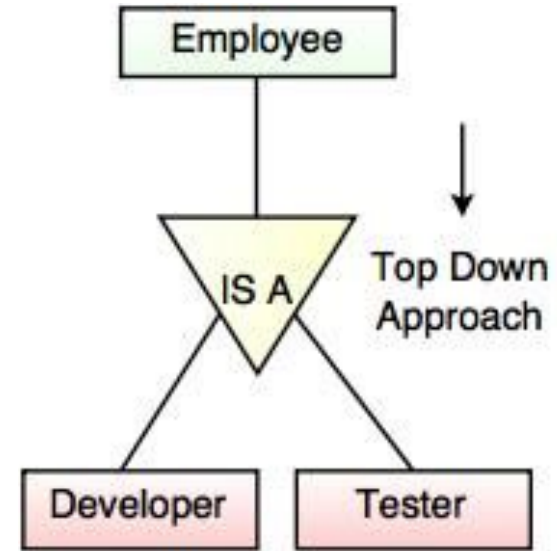 Employee
IS A
Top Down
Approach
Developer
Tester